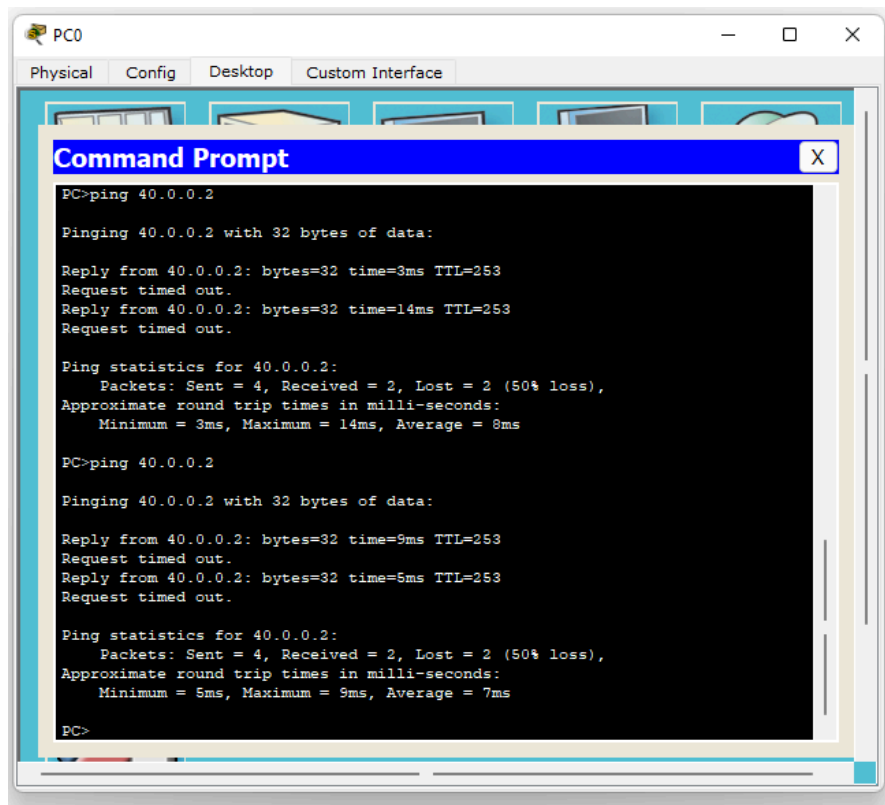 PC0
Physical Config Desktop Custom Interface
Command Prompt
X
PC>ping 40.0.0.2
Pinging 40.0.0.2 with 32 bytes of data:
Reply from 40.0.0.2: bytes=32 time=3ms TTL=253
Request timed out.
Reply from 40.0.0.2: bytes=32 time=14ms TTL=253
Request timed out.
Ping statistics for 40.0.0.2:
Packets: Sent = 4, Received = 2, Lost = 2 (50% loss),
Approximate round trip times in milli-seconds:
Minimum = 3ms, Maximum = 14ms, Average = 8ms
PC>ping 40.0.0.2
Pinging 40.0.0.2 with 32 bytes of data:
Reply from 40.0.0.2: bytes=32 time=9ms TTL=253
Request timed out.
Reply from 40.0.0.2: bytes=32 time=5ms TTL=253
Request timed out.
Ping statistics for 40.0.0.2:
Packets: Sent = 4, Received = 2, Lost = 2 (50% loss),
Approximate round trip times in milli-seconds:
Minimum = 5ms, Maximum = 9ms, Average = 7ms
PC>